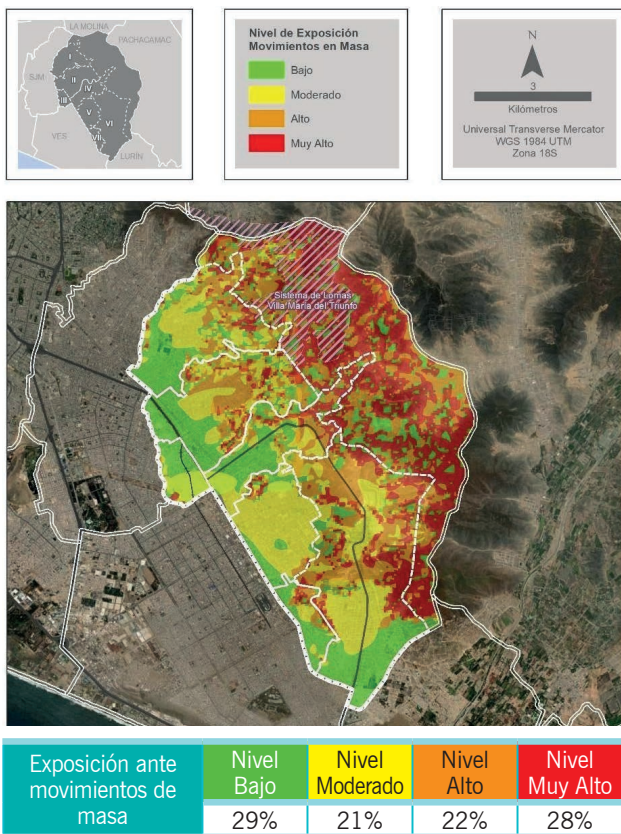 LA MOLINA
PACHACAMAC
SJM
I
II
IV
III
V
VI
VII
VES
LURÍN
Nivel de Exposición
Movimientos en Masa
Bajo
Moderado
Alto
Muy Alto
N
3
Kilómetros
Universal Transverse Mercator
WGS 1984 UTM
Zona 18S
Sistema de Lomas
Villa María del Triunfo
Exposición ante
movimientos de
masa
Nivel
Bajo
Nivel
Moderado
Nivel
Alto
Nivel
Muy Alto
29%
21%
22%
28%